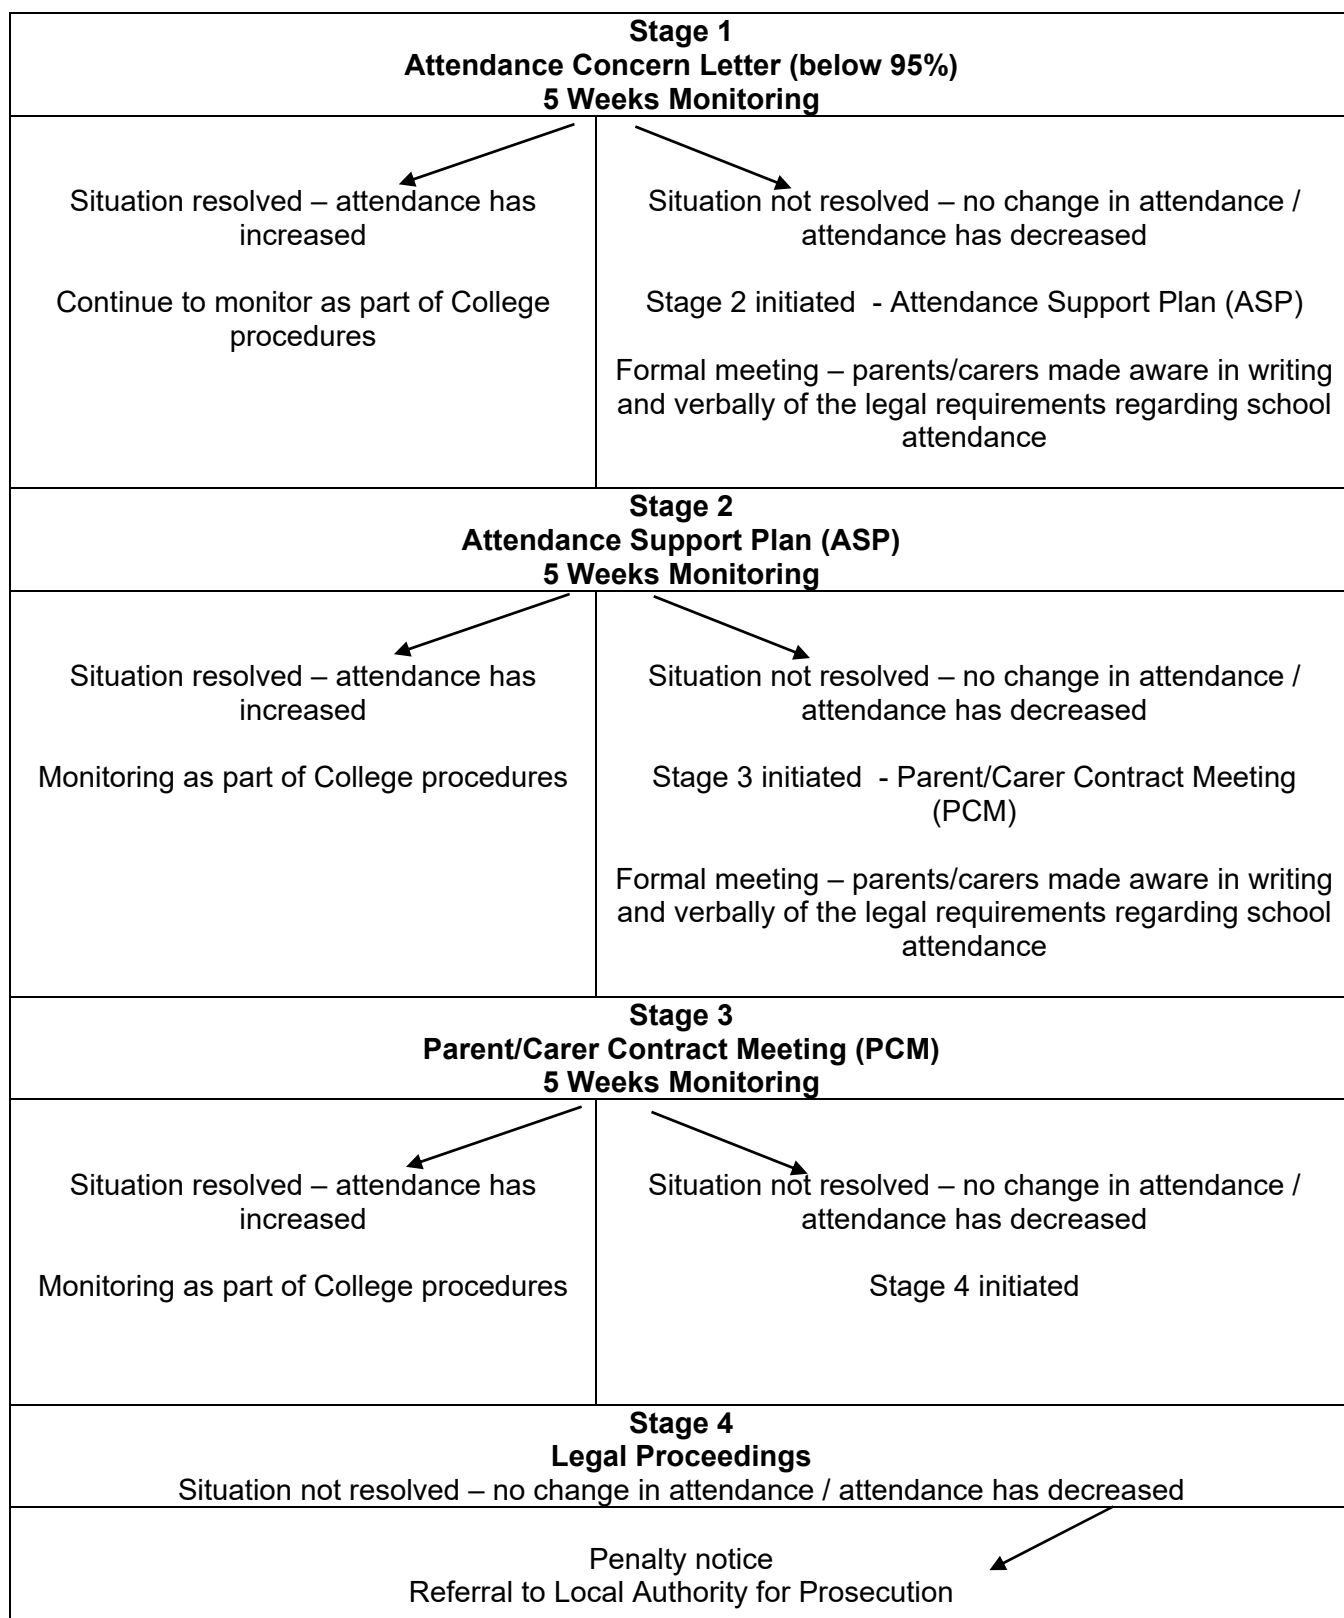 Stage 1
Attendance Concern Letter (below 95%)
5 Weeks Monitoring
Situation resolved – attendance has
increased
Continue to monitor as part of College
procedures
Situation not resolved – no change in attendance /
attendance has decreased
Stage 2 initiated  - Attendance Support Plan (ASP)
Formal meeting – parents/carers made aware in writing
and verbally of the legal requirements regarding school
attendance
Stage 2
Attendance Support Plan (ASP)
5 Weeks Monitoring
Situation resolved – attendance has
increased
Monitoring as part of College procedures
Situation not resolved – no change in attendance /
attendance has decreased
Stage 3 initiated  - Parent/Carer Contract Meeting
(PCM)
Formal meeting – parents/carers made aware in writing
and verbally of the legal requirements regarding school
attendance
Stage 3
Parent/Carer Contract Meeting (PCM)
5 Weeks Monitoring
Situation resolved – attendance has
increased
Monitoring as part of College procedures
Situation not resolved – no change in attendance /
attendance has decreased
Stage 4 initiated
Stage 4
Legal Proceedings
Situation not resolved – no change in attendance / attendance has decreased
Penalty notice
Referral to Local Authority for Prosecution